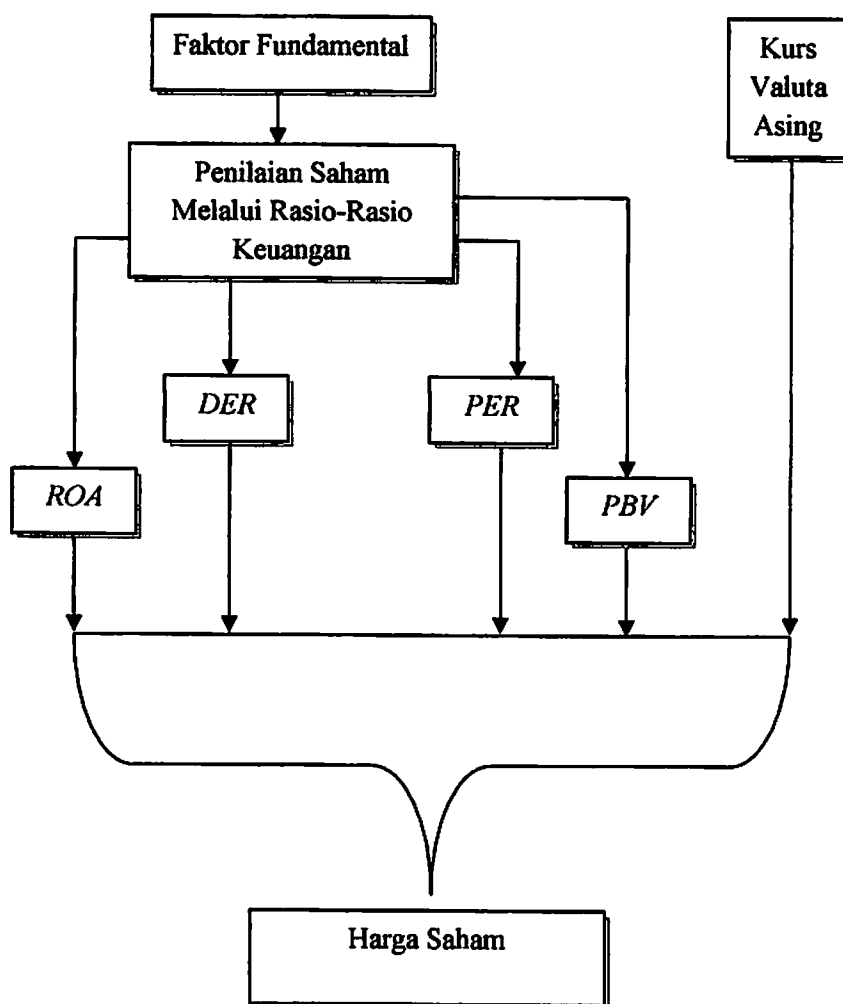 Faktor Fundamental
Kurs
Valuta
Asing
Penilaian Saham
Melalui Rasio-Rasio
Keuangan
DER
PER
ROA
PBV
Harga Saham